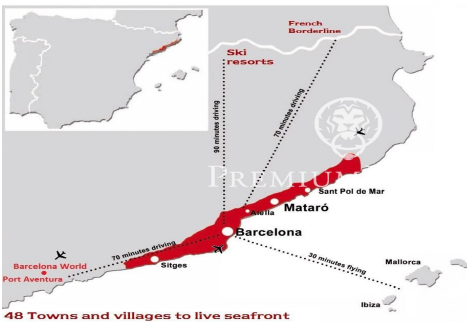 French
Borderline
Ski
resorts
90 minutes driving
70 minutes driving
PREMIUM
Sant Pol de Mar
Alella
Mataró
Barcelona
70 minutes driving
30 minutes flying
Barcelona World
Port Aventura
Sitges
Mallorca
Ibiza
48 Towns and villages to live seafront